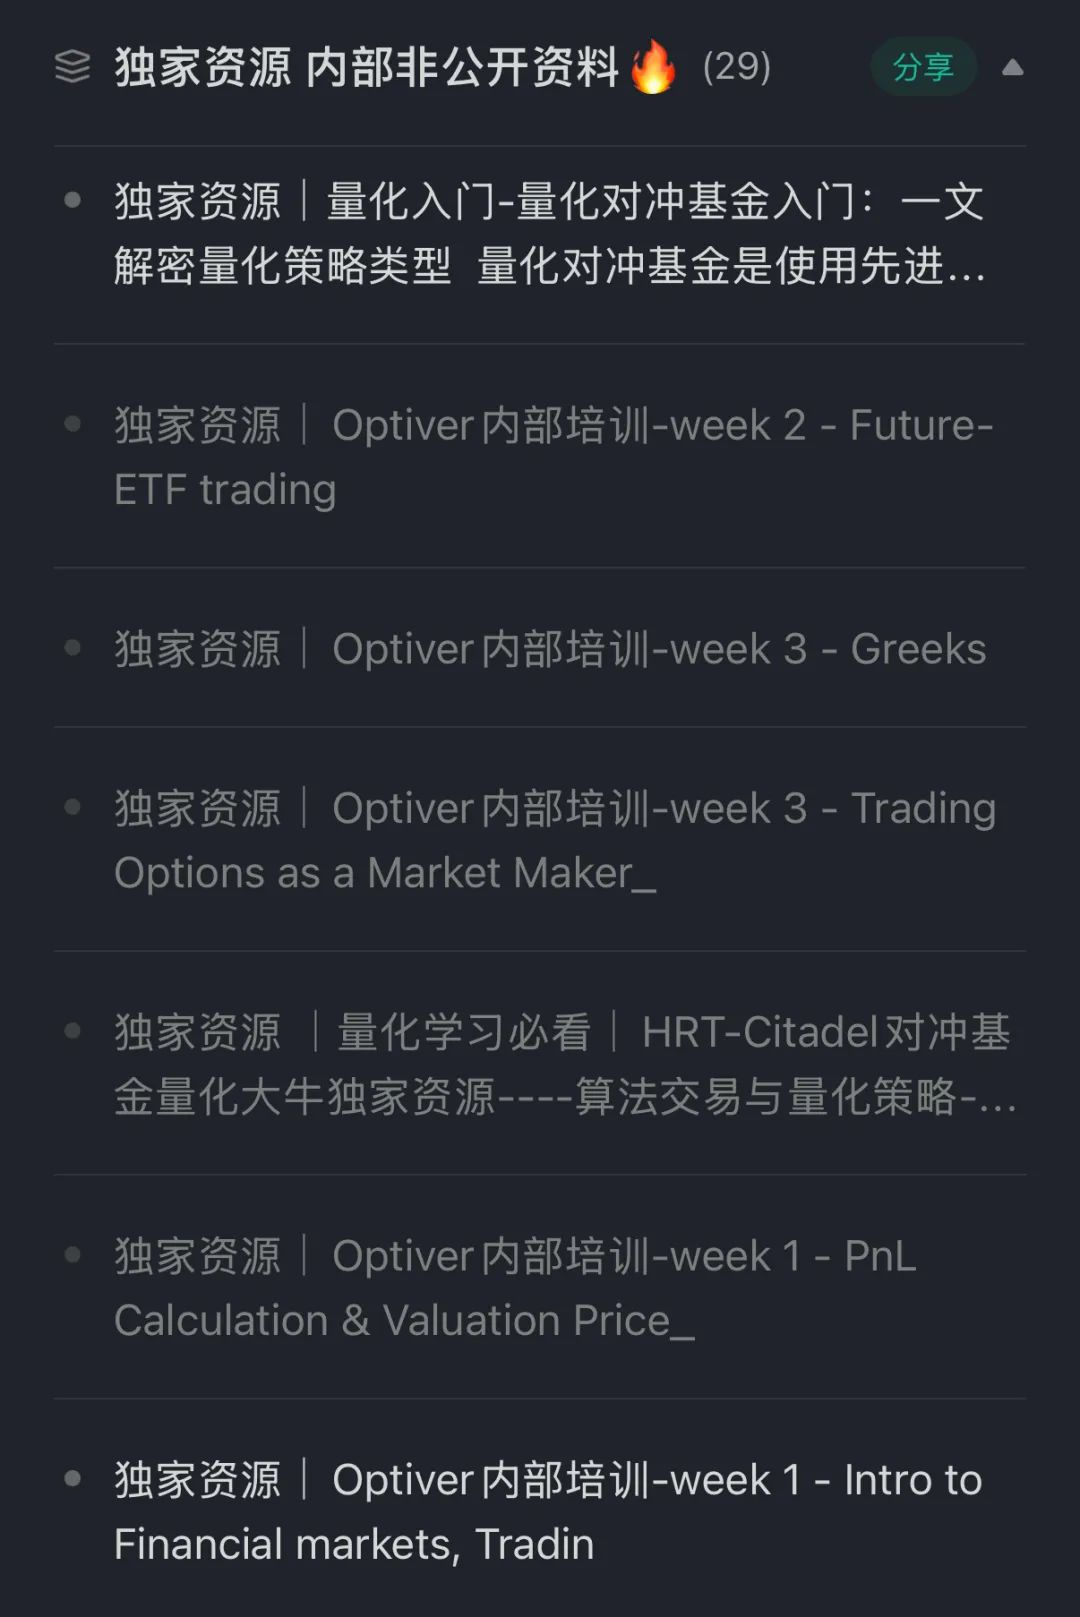 独家资源 内部非公开资料🔥 (29)
分享
独家资源｜量化入门-量化对冲基金入门：一文
解密量化策略类型 量化对冲基金是使用先进...
独家资源｜ Optiver内部培训-week 2 - Future-
ETF trading
独家资源｜ Optiver内部培训-week 3 - Greeks
独家资源｜ Optiver内部培训-week 3 - Trading
Options as a Market Maker_
独家资源 ｜量化学习必看｜ HRT-Citadel对冲基
金量化大牛独家资源----算法交易与量化策略-...
独家资源｜ Optiver内部培训-week 1 - PnL
Calculation & Valuation Price_
独家资源｜ Optiver内部培训-week 1 - Intro to
Financial markets, Tradin